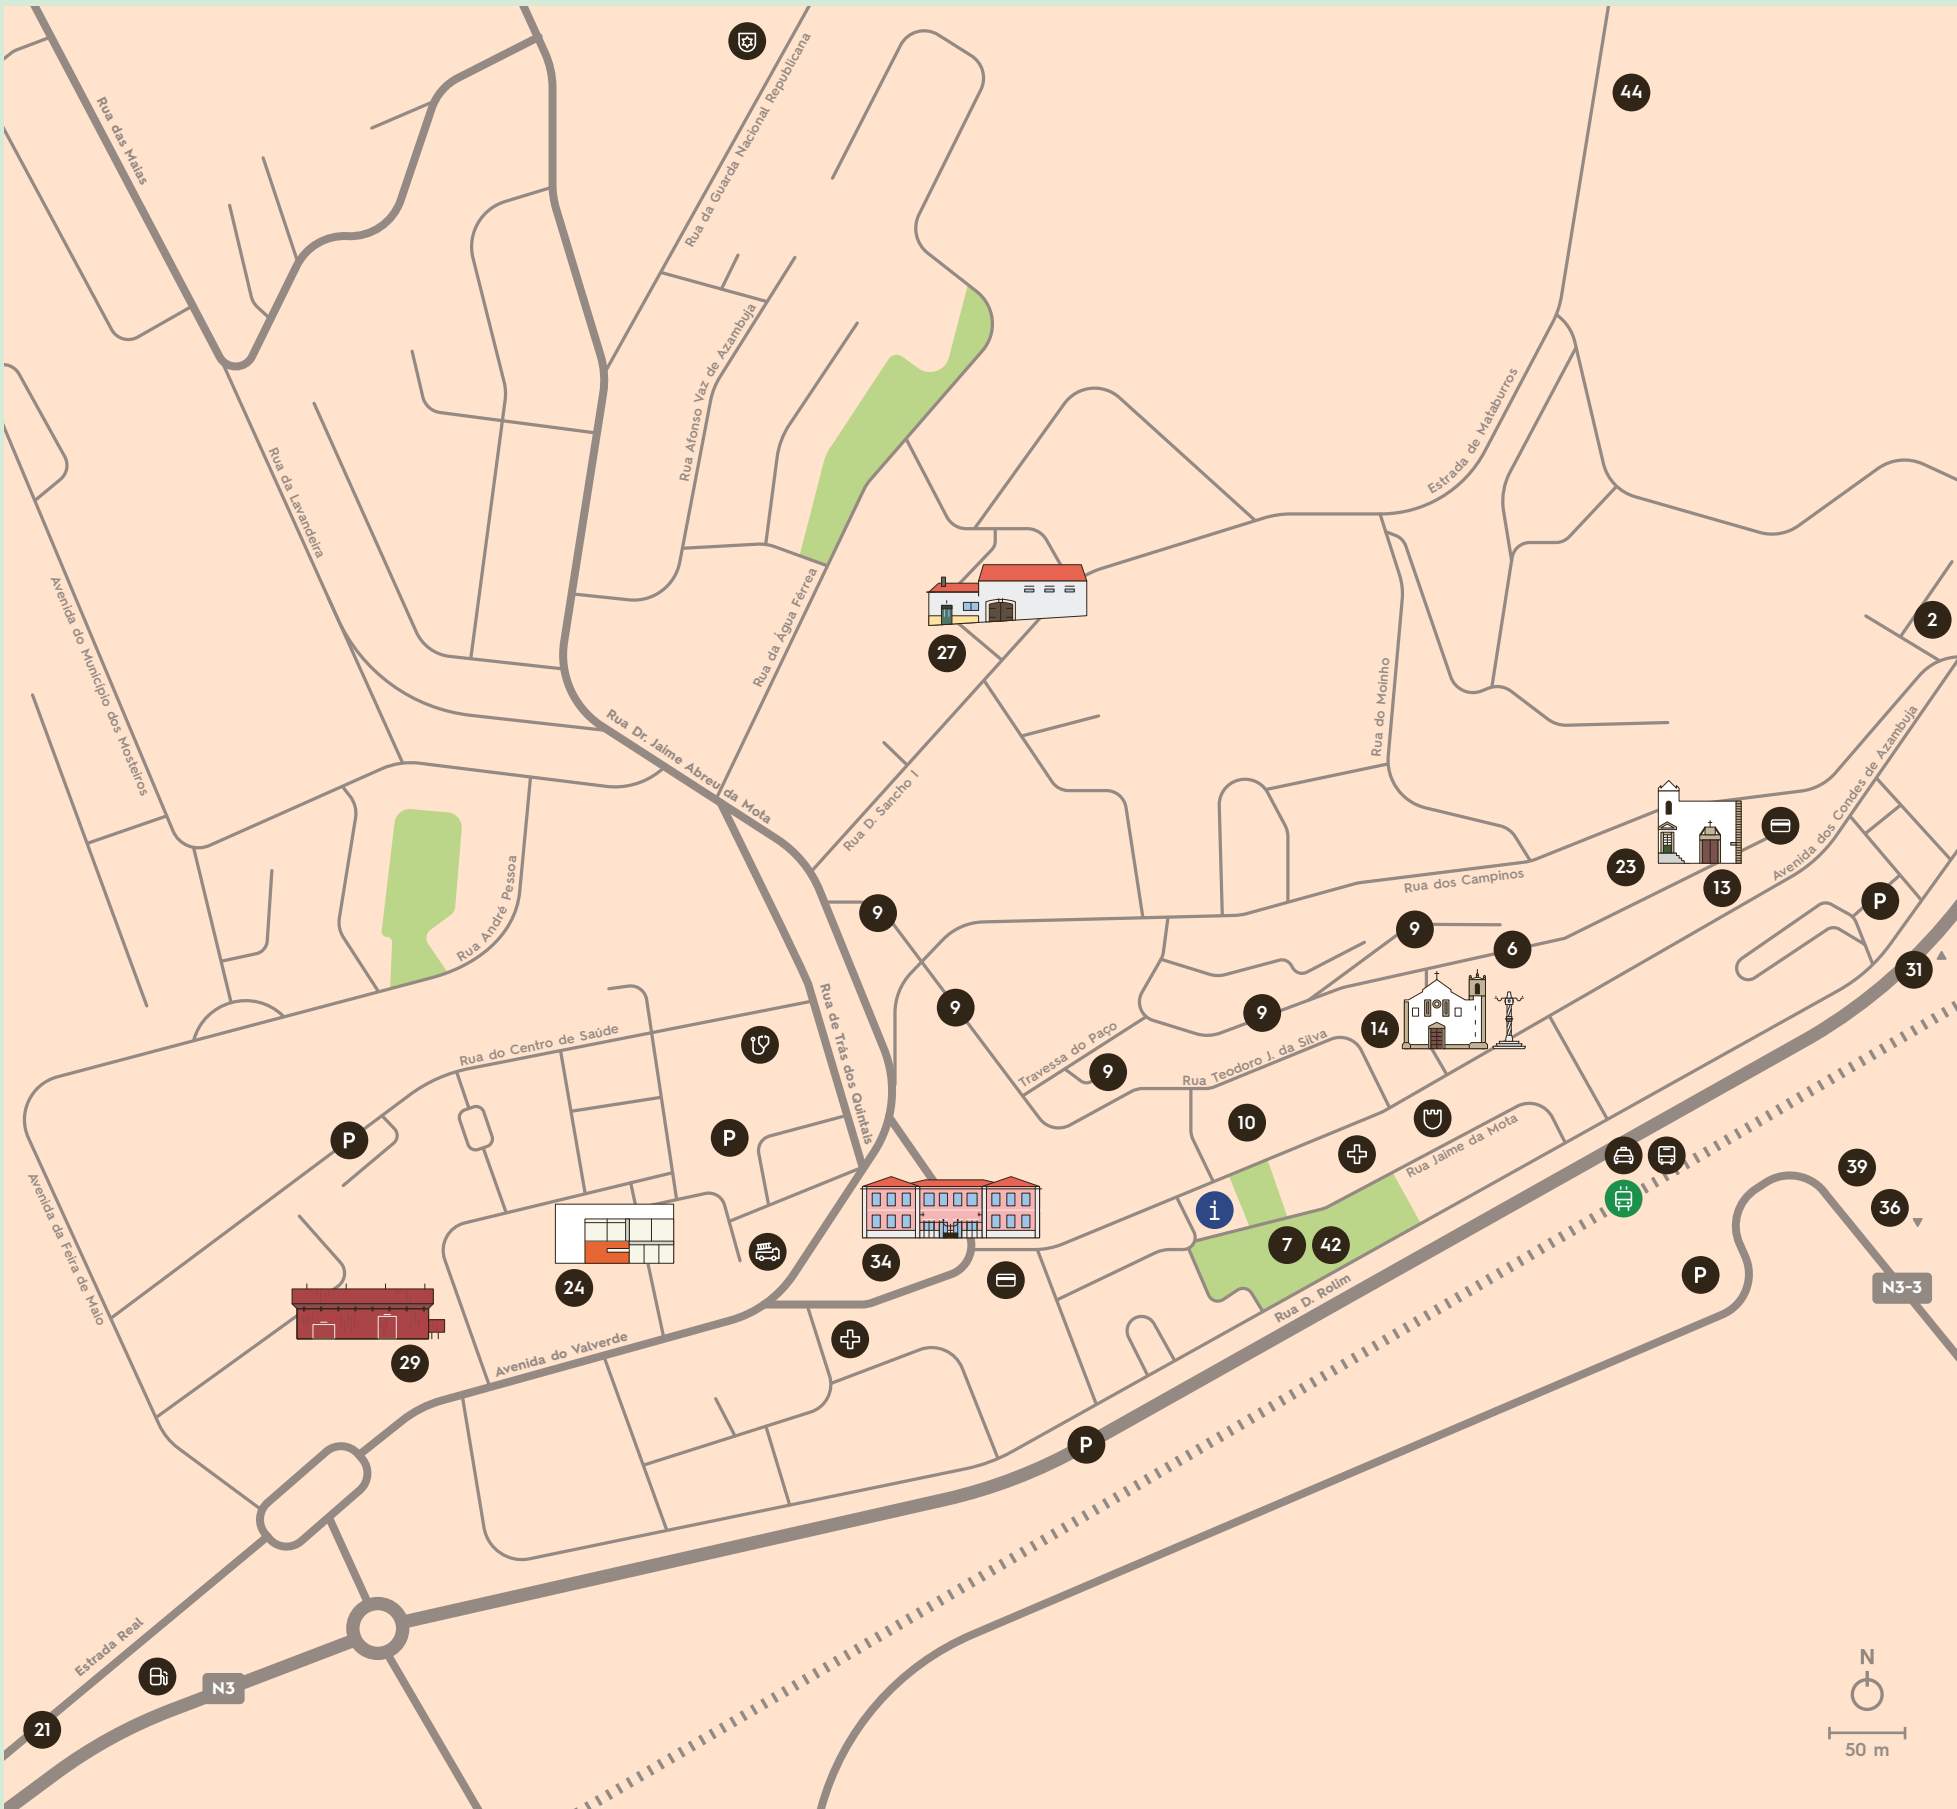 Rua das Maias
Rua da Guarda Nacional Republicana
44
Rua Afonso Vaz de Azambuja
Estrada de Mataburros
Rua da Lavandeira
Avenida do Município dos Mosteiros
Rua da Água Férrea
27
2
Rua do Moinho
Rua Dr. Jaime Abreu da Mota
Rua D. Sancho I
Avenida dos Condes de Azambuja
Rua André Pessoa
Rua dos Campinos
23
13
P
9
9
6
31
9
9
14
Rua do Centro de Saúde
Rua de Trás dos Quintais
Travessa do Paço
Rua Teodoro J. da Silva
9
10
P
P
Rua Jaime da Mota
39
36
Avenida da Feira de Maio
i
7
42
34
24
P
N3-3
Rua D. Rolim
Avenida do Valverde
29
P
Estrada Real
N3
21
N
50 m